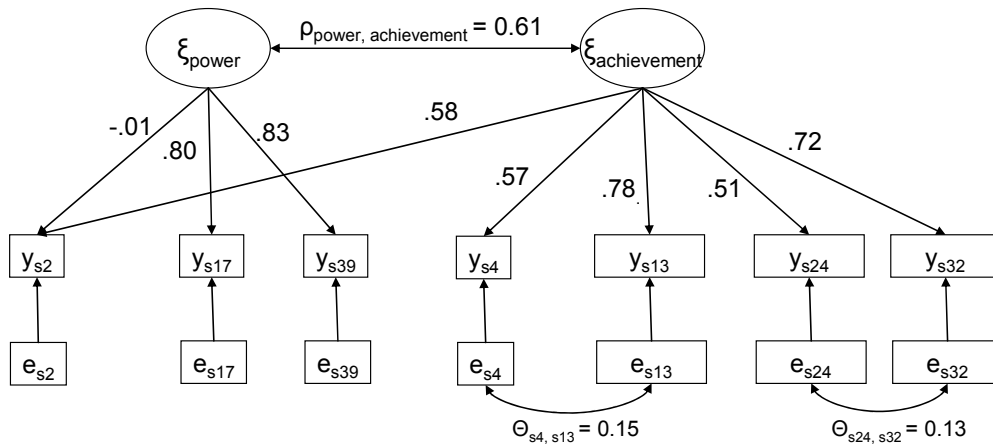 ρpower, achievement = 0.61
ξpower
ξachievement
-.01
.80
.83
.58
.57
.78
.51
.72
ys2
ys17
ys39
ys4
ys13
ys24
ys32
es2
es17
es39
es4
es13
es24
es32
Θs4, s13 = 0.15
Θs24, s32 = 0.13